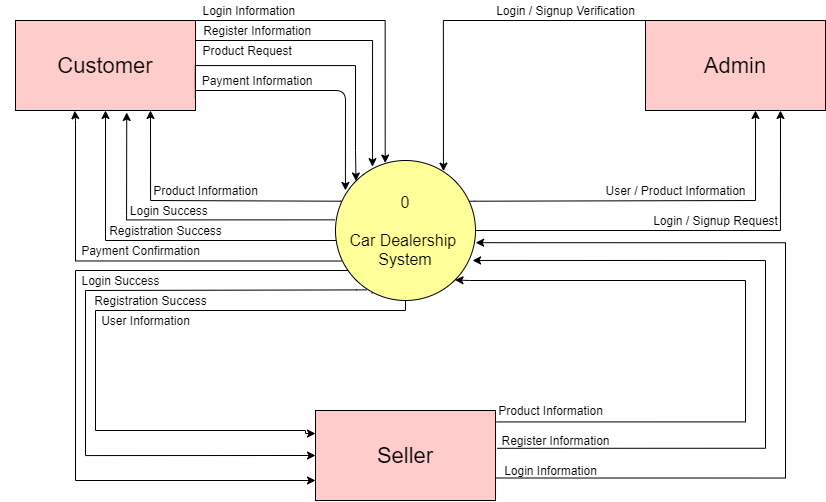 Login Information
Login / Signup Verification
Register Information
Product Request
Customer
Admin
Payment Information
Product Information
User / Product Information
0
Login Success
Login / Signup Request
Registration Success
Car Dealership
System
Payment Confirmation
Login Success
Registration Success
User Information
Product Information
Register Information
Seller
Login Information